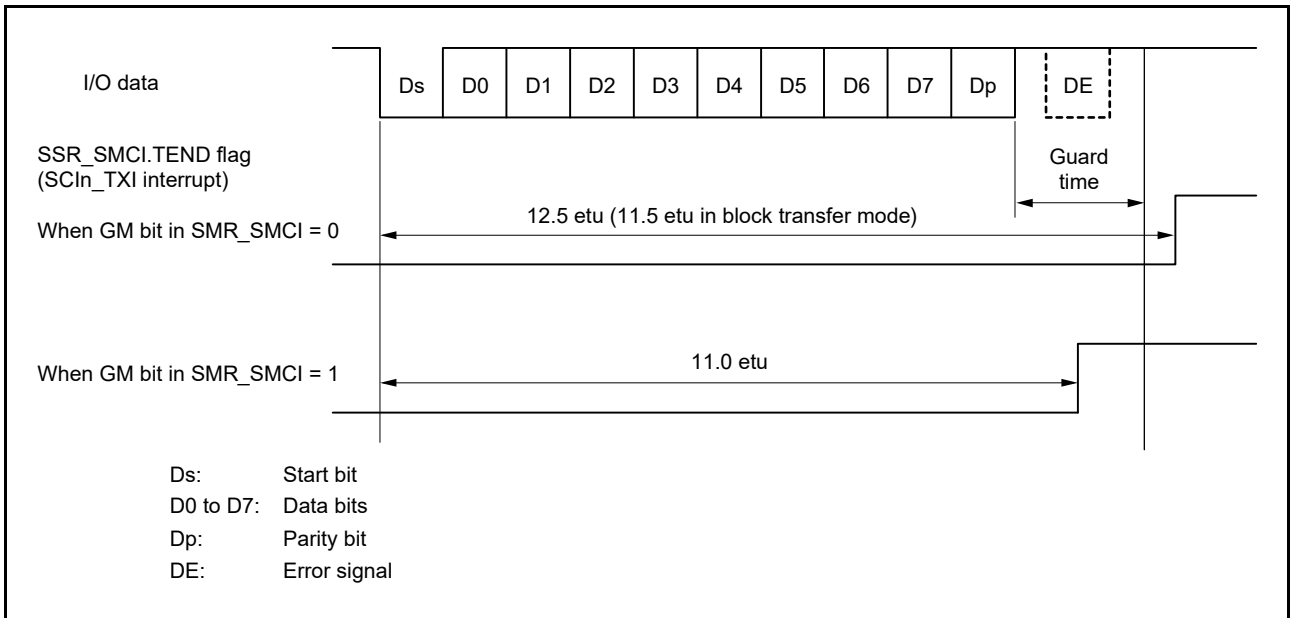 I/O data
Ds D0 D1 D2 D3 D4 D5 D6 D7 Dp DE
SSR_SMCI.TEND flag
(SCIn_TXI interrupt)
Guard
time
When GM bit in SMR_SMCI = 0
12.5 etu (11.5 etu in block transfer mode)
When GM bit in SMR_SMCI = 1
11.0 etu
Ds: Start bit
D0 to D7: Data bits
Dp: Parity bit
DE: Error signal